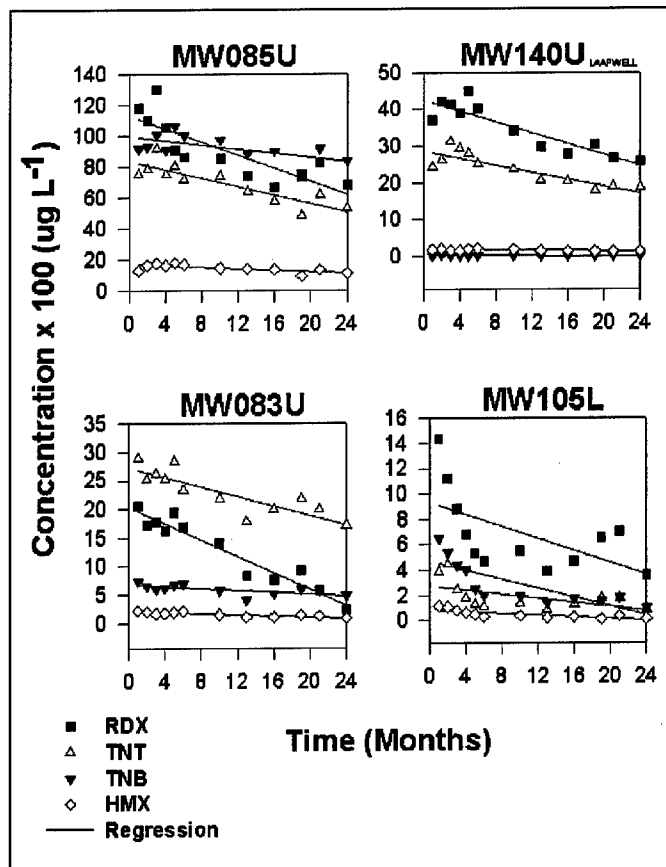 MW085U
MW140U LAAPWELL
140
120
100
80
60
40
20
0
0 4 8 12 16 20 24
50
40
30
20
10
0
0 4 8 12 16 20 24
Concentration x 100 (ug L-1)
MW083U
MW105L
35
30
25
20
15
10
5
0
0 4 8 12 16 20 24
16
14
12
10
8
6
4
2
0
0 4 8 12 16 20 24
Time (Months)
RDX
TNT
TNB
HMX
Regression